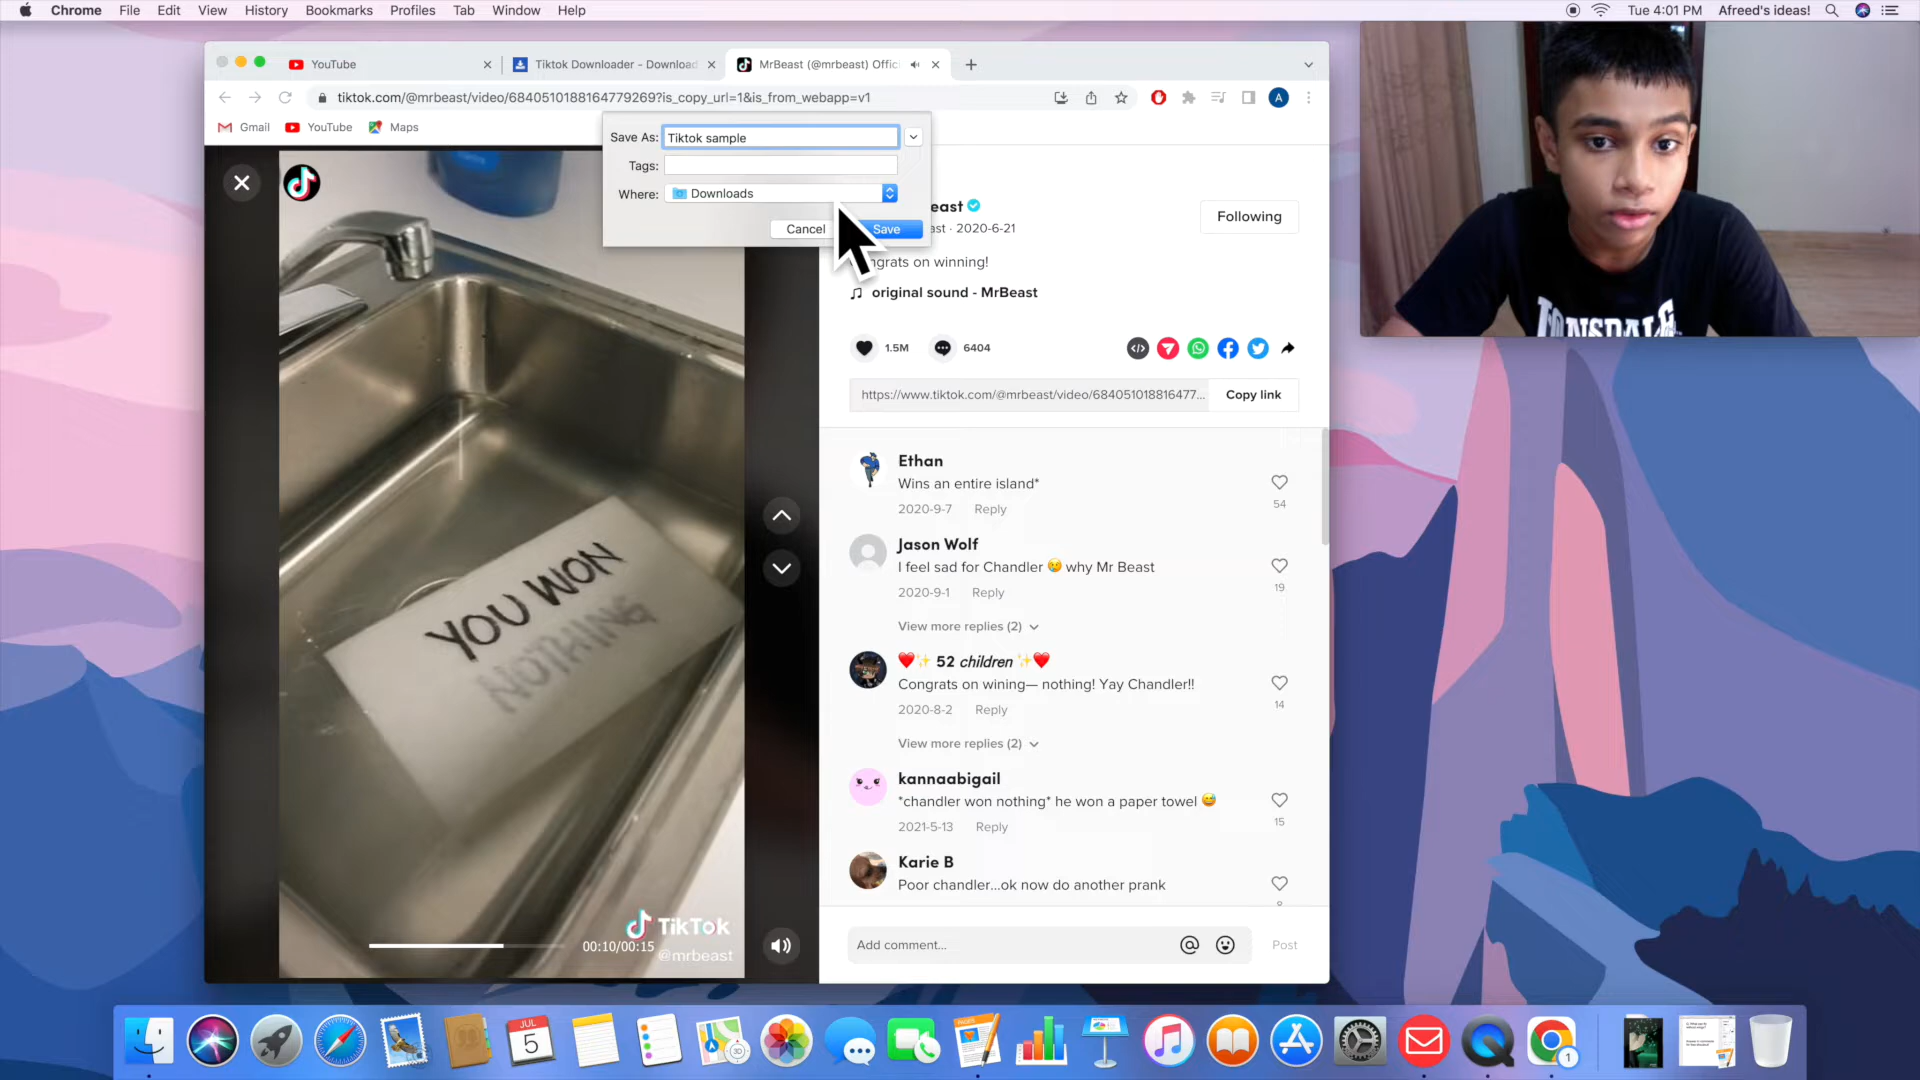 Chrome File Edit View History Bookmarks Profiles Tab Window Help
Tue 4:01 PM Afreed's ideas!
YouTube
Tiktok Downloader - Download
MrBeast (@mrbeast) Offic
tiktok.com/@mrbeast/video/6840510188164779269?is_copy_url=1&is_from_webapp=v1
A
Gmail YouTube Maps
Save As: Tiktok sample
Tags:
Where: Downloads
Cancel Save
east
ast · 2020-6-21
Following
ngrats on winning!
original sound - MrBeast
1.5M 6404
https://www.tiktok.com/@mrbeast/video/684051018816477... Copy link
Ethan
Wins an entire island*
2020-9-7 Reply
54
Jason Wolf
I feel sad for Chandler 😢 why Mr Beast
2020-9-1 Reply
19
View more replies (2)
❤️✨ 52 children ✨❤️
Congrats on wining— nothing! Yay Chandler!!
2020-8-2 Reply
14
View more replies (2)
kannaabigail
*chandler won nothing* he won a paper towel 😅
2021-5-13 Reply
15
Karie B
Poor chandler...ok now do another prank
8
Add comment...
Post
YOU WON
NOTHING
TikTok
@mrbeast
00:10/00:15
LONSDALE
JUL
5
PAGES
3D
1